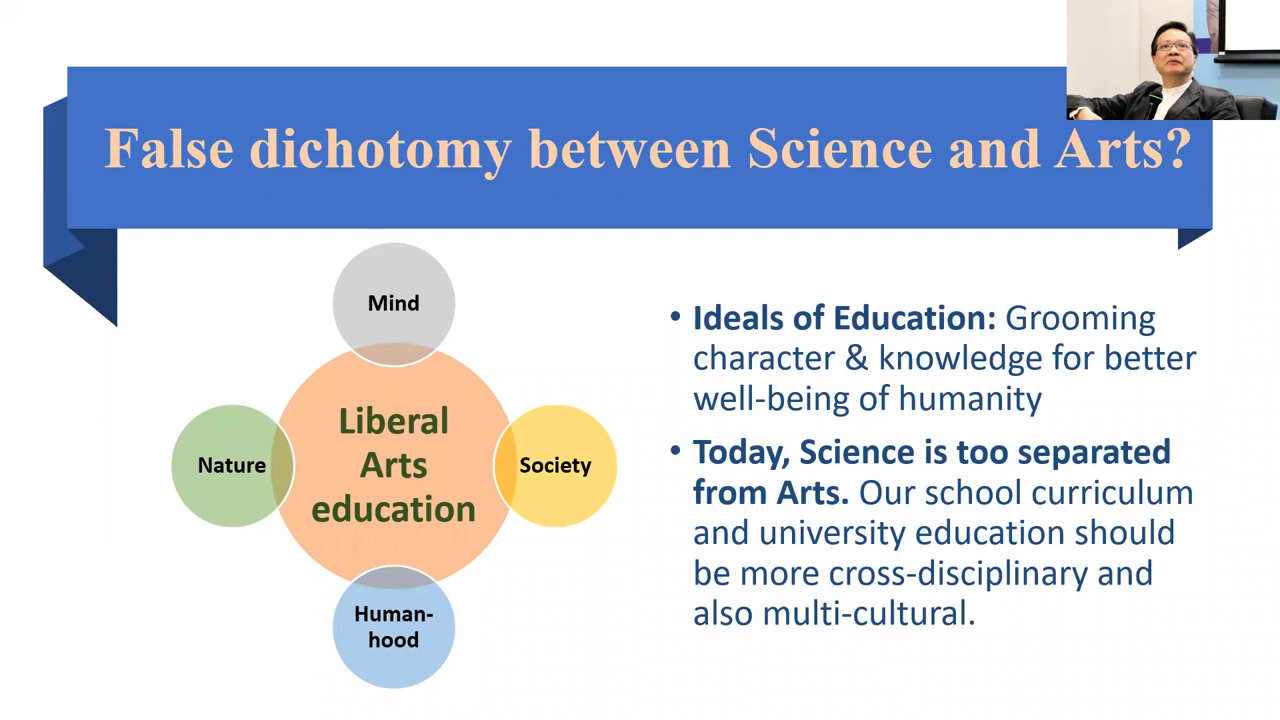 False dichotomy between Science and Arts?
Mind
Liberal
Arts
education
Nature
Society
Human-
hood
• Ideals of Education: Grooming
character & knowledge for better
well-being of humanity
• Today, Science is too separated
from Arts. Our school curriculum
and university education should
be more cross-disciplinary and
also multi-cultural.